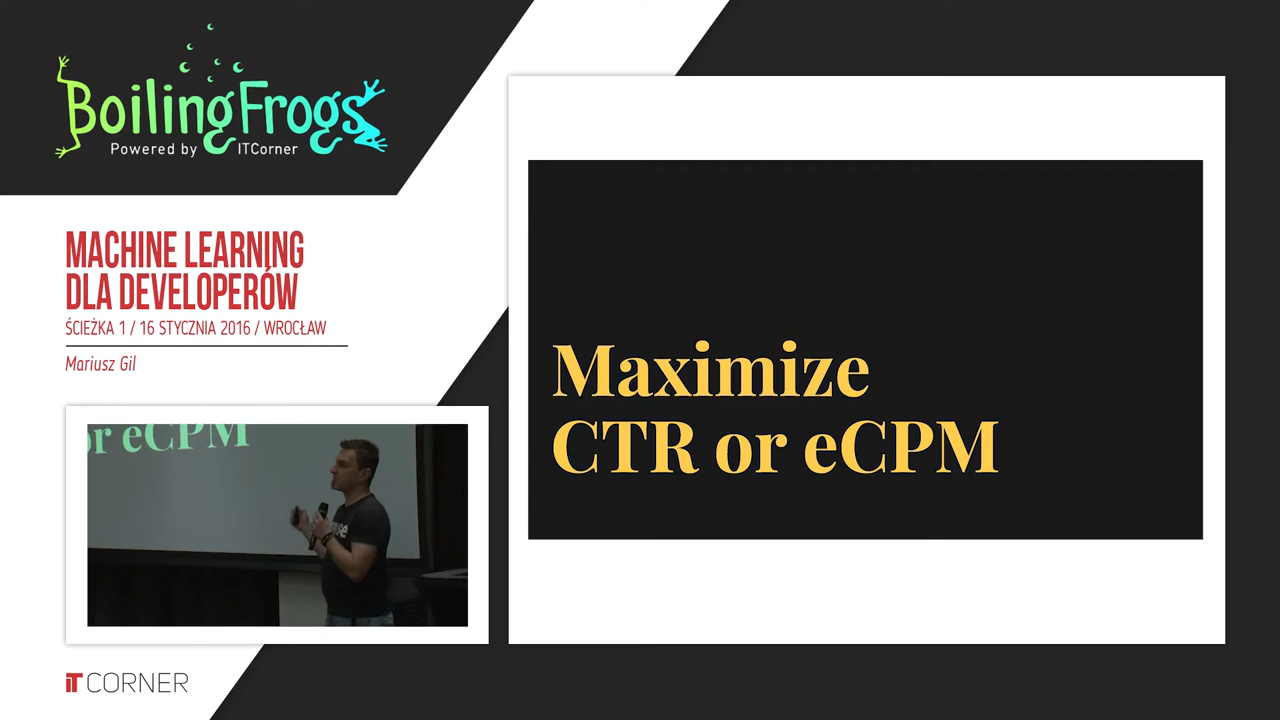 BoilingFrogs
Powered by ITCorner
MACHINE LEARNING
DLA DEVELOPERÓW
ŚCIEŻKA 1 / 16 STYCZNIA 2016 / WROCŁAW
Mariusz Gil
or eCPM
Maximize
CTR or eCPM
iT CORNER